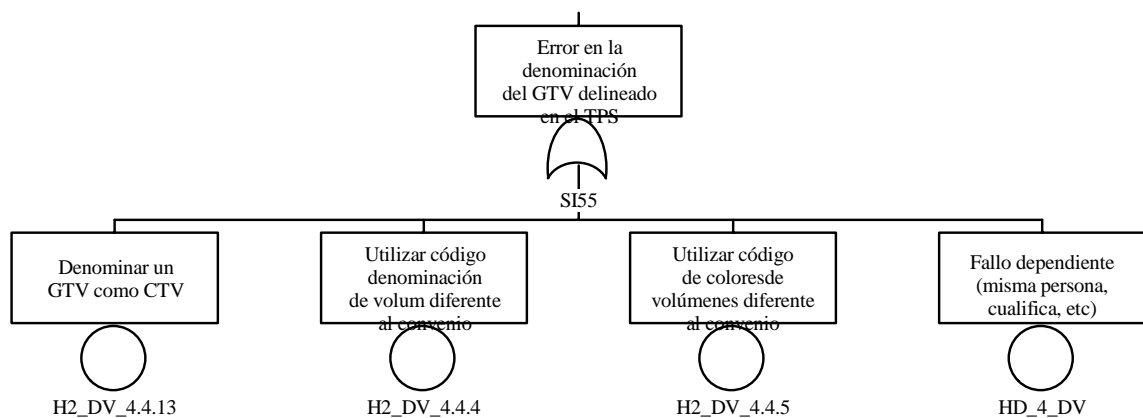 Error en la
denominación
del GTV delineado
en el TPS
SI55
Denominar un
GTV como CTV
Utilizar código
denominación
de volum diferente
al convenio
Utilizar código
de coloresde
volúmenes diferente
al convenio
Fallo dependiente
(misma persona,
cualifica, etc)
H2_DV_4.4.13
H2_DV_4.4.4
H2_DV_4.4.5
HD_4_DV